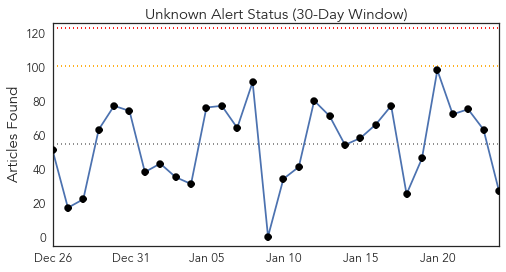 Unknown Alert Status (30-Day Window)
Articles Found
120
100
80
60
40
20
0
Dec 26 Dec 31 Jan 05 Jan 10 Jan 15 Jan 20